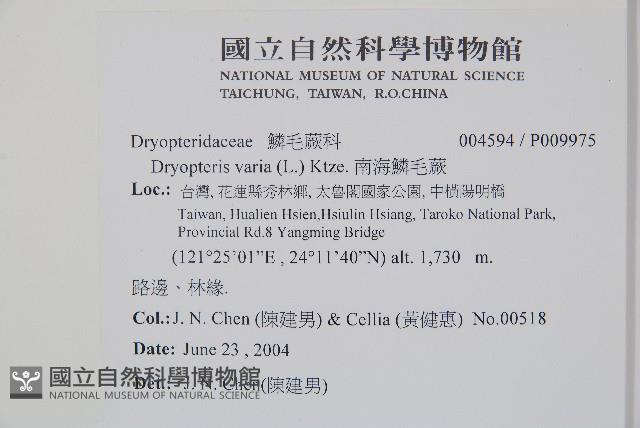 國立自然科學博物館
NATIONAL MUSEUM OF NATURAL SCIENCE
TAICHUNG, TAIWAN, R.O.CHINA
Dryopteridaceae 鱗毛蕨科 004594 / P009975
Dryopteris varia (L.) Ktze. 南海鱗毛蕨
Loc.: 台灣, 花蓮縣秀林鄉, 太魯閣國家公園, 中橫陽明橋
Taiwan, Hualien Hsien,Hsiulin Hsiang, Taroko National Park,
Provincial Rd.8 Yangming Bridge
(121°25'01"E , 24°11'40"N) alt. 1,730 m.
路邊、林緣.
Col.: J. N. Chen (陳建男) & Cellia (黃健惠) No.00518
Date: June 23 , 2004
Det.: J. N. Chen(陳建男)
國立自然科學博物館
NATIONAL MUSEUM OF NATURAL SCIENCE